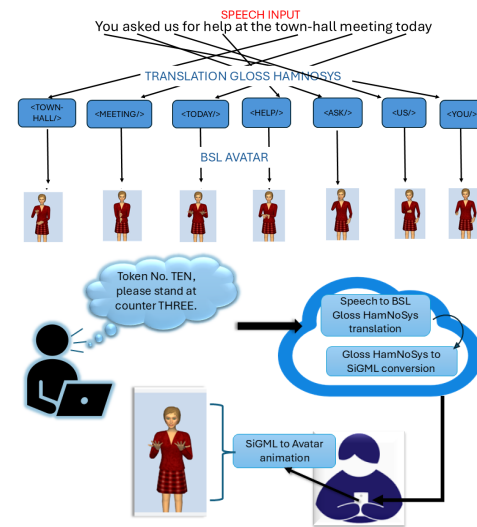 SPEECH INPUT
You asked us for help at the town-hall meeting today
TRANSLATION GLOSS HAMNOSYS
<TOWN-
HALL/>
<MEETING/>
<TODAY/>
<HELP/>
<ASK/>
<US/>
<YOU/>
BSL AVATAR
Token No. TEN,
please stand at
counter THREE.
Speech to BSL
Gloss HamNoSys
translation
Gloss HamNoSys to
SiGML conversion
SiGML to Avatar
animation